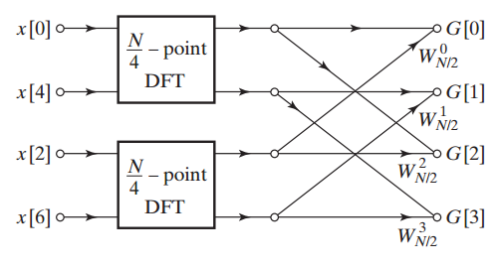 x[0]
N/4 – point
DFT
G[0]
W_{N/2}^{0}
x[4]
G[1]
W_{N/2}^{1}
x[2]
N/4 – point
DFT
G[2]
W_{N/2}^{2}
x[6]
G[3]
W_{N/2}^{3}